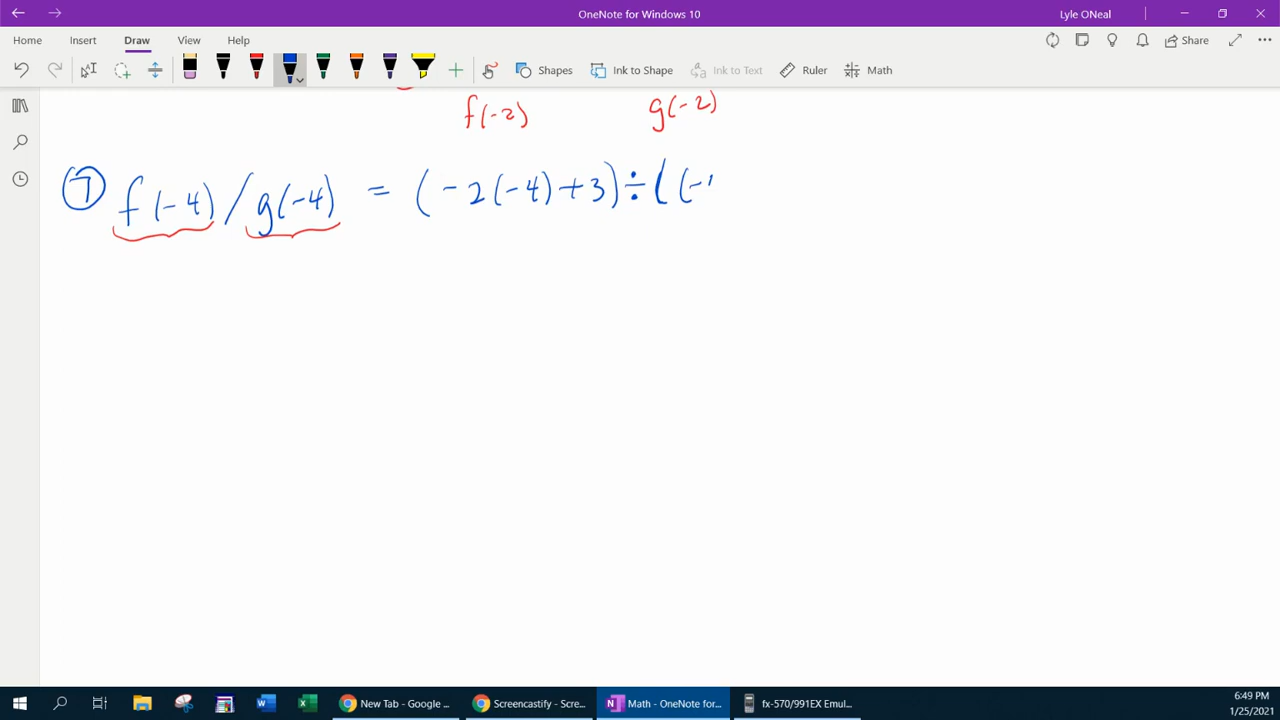 OneNote for Windows 10
Lyle ONeal
Home Insert Draw View Help
Share
Shapes Ink to Shape Ink to Text Ruler Math
f(-2) g(-2)
7 f(-4) / g(-4) = (-2(-4)+3) ÷ ( (-
New Tab - Google ... Screencastify - Scre... Math - OneNote for... fx-570/991EX Emul...
6:49 PM
1/25/2021